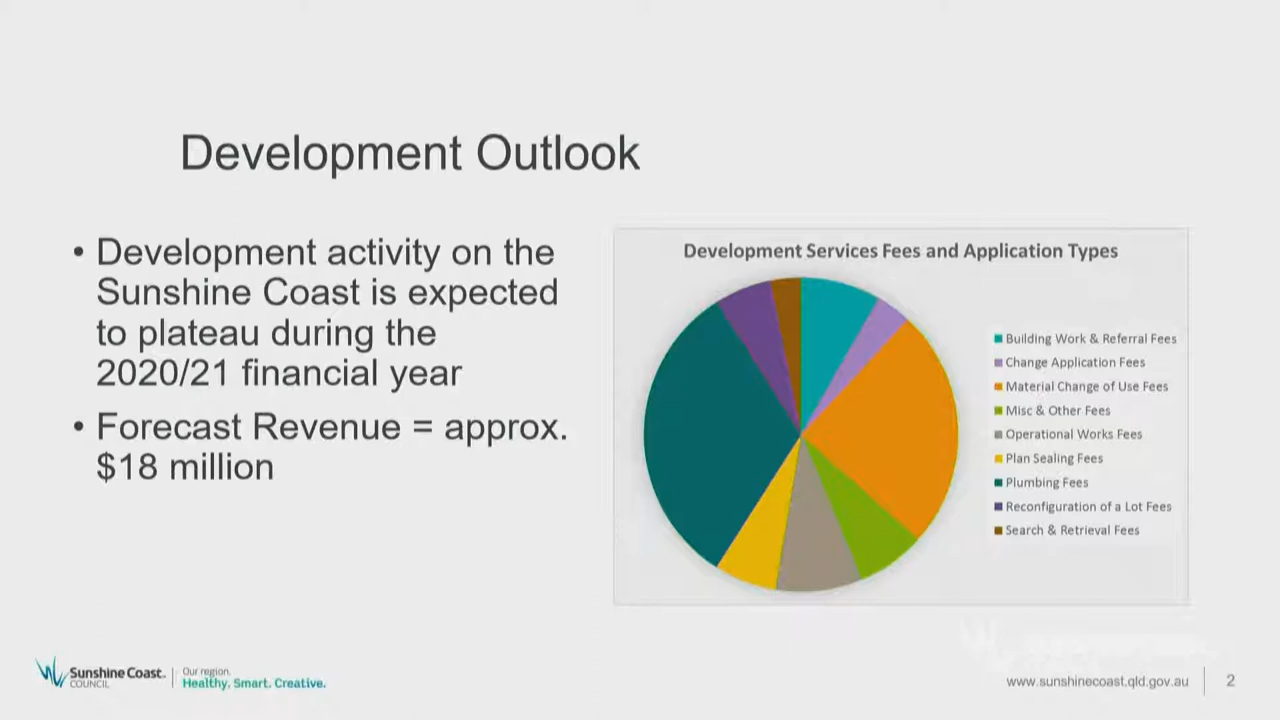 Development Outlook
• Development activity on the
Sunshine Coast is expected
to plateau during the
2020/21 financial year
• Forecast Revenue = approx.
$18 million
Development Services Fees and Application Types
Building Work & Referral Fees
Change Application Fees
Material Change of Use Fees
Misc & Other Fees
Operational Works Fees
Plan Sealing Fees
Plumbing Fees
Reconfiguration of a Lot Fees
Search & Retrieval Fees
Sunshine Coast.
COUNCIL
Our region.
Healthy. Smart. Creative.
www.sunshinecoast.qld.gov.au
2